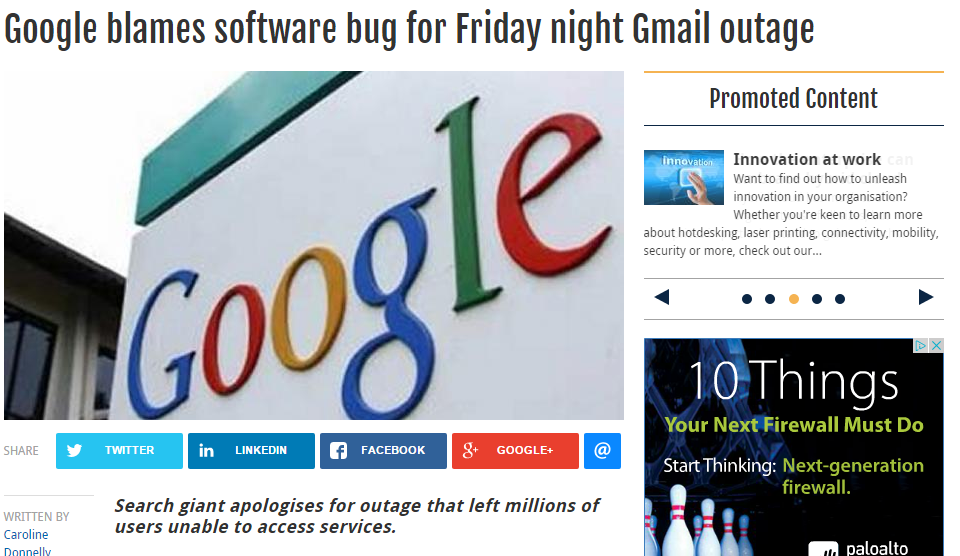 Google blames software bug for Friday night Gmail outage
Google
SHARE
TWITTER
in LINKEDIN
f FACEBOOK
g+ GOOGLE+
@
WRITTEN BY
Caroline
Donnelly
Search giant apologises for outage that left millions of
users unable to access services.
Promoted Content
innovation
Innovation at work can
Want to find out how to unleash
innovation in your organisation?
Whether you're keen to learn more
about hotdesking, laser printing, connectivity, mobility,
security or more, check out our...
10 Things
Your Next Firewall Must Do
Start Thinking: Next-generation
firewall.
paloalto